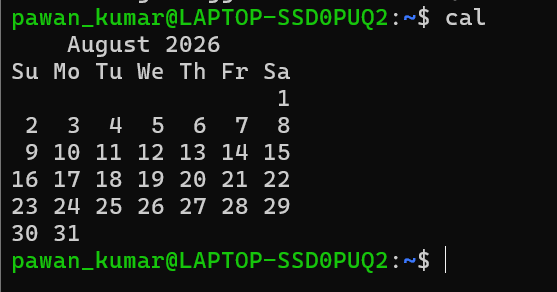 pawan_kumar@LAPTOP-SSD0PUQ2:~$ cal
    August 2026
Su Mo Tu We Th Fr Sa
                   1
 2  3  4  5  6  7  8
 9 10 11 12 13 14 15
16 17 18 19 20 21 22
23 24 25 26 27 28 29
30 31
pawan_kumar@LAPTOP-SSD0PUQ2:~$